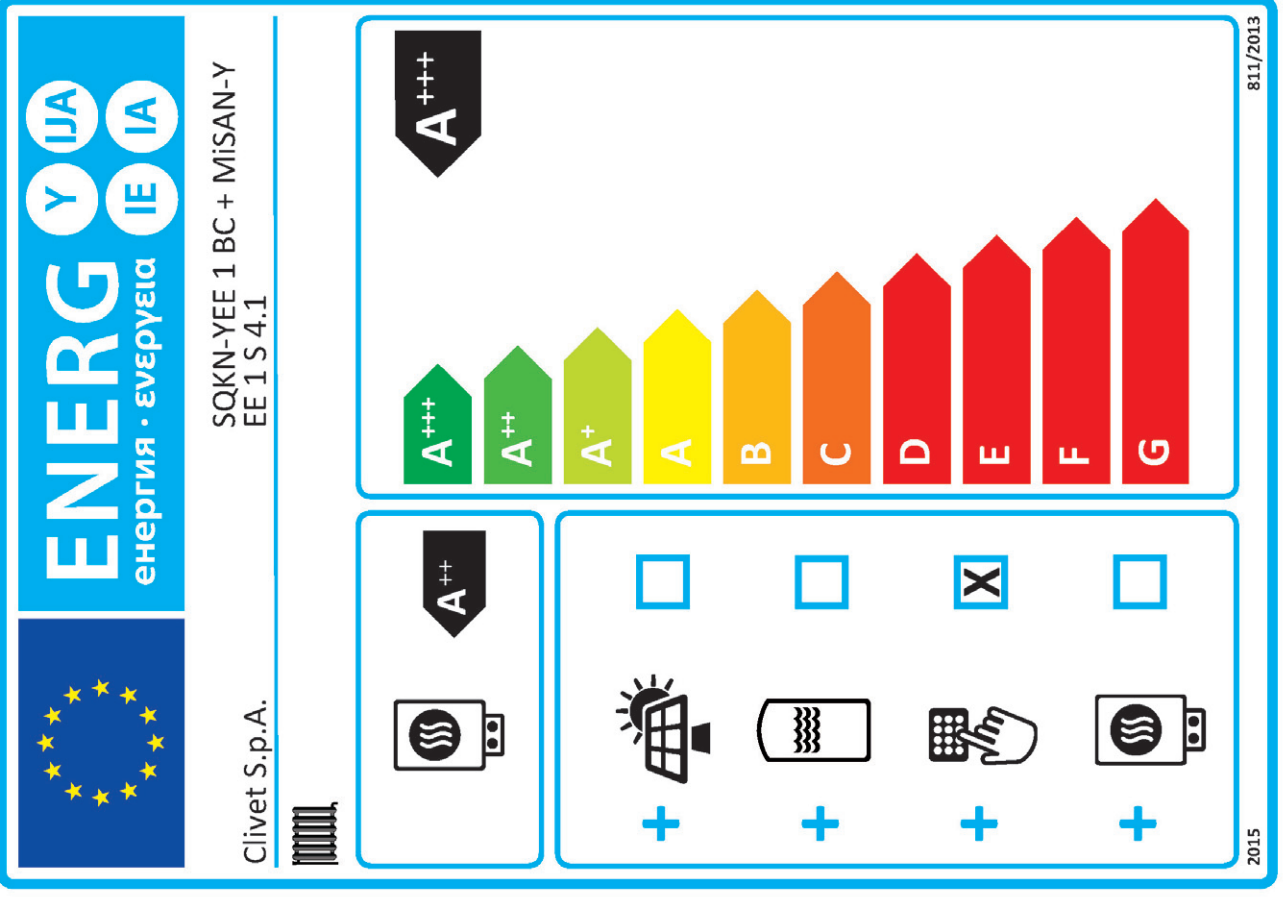 ENERG Y IJA
IE IA
енергия · ενεργεια
Clivet S.p.A.
SQKN-YEE 1 BC + MiSAN-Y
EE 1 S 4.1
A++
A+++
A+++
A++
A+
A
B
C
D
E
F
G
+
+
X
+
+
2015
811/2013